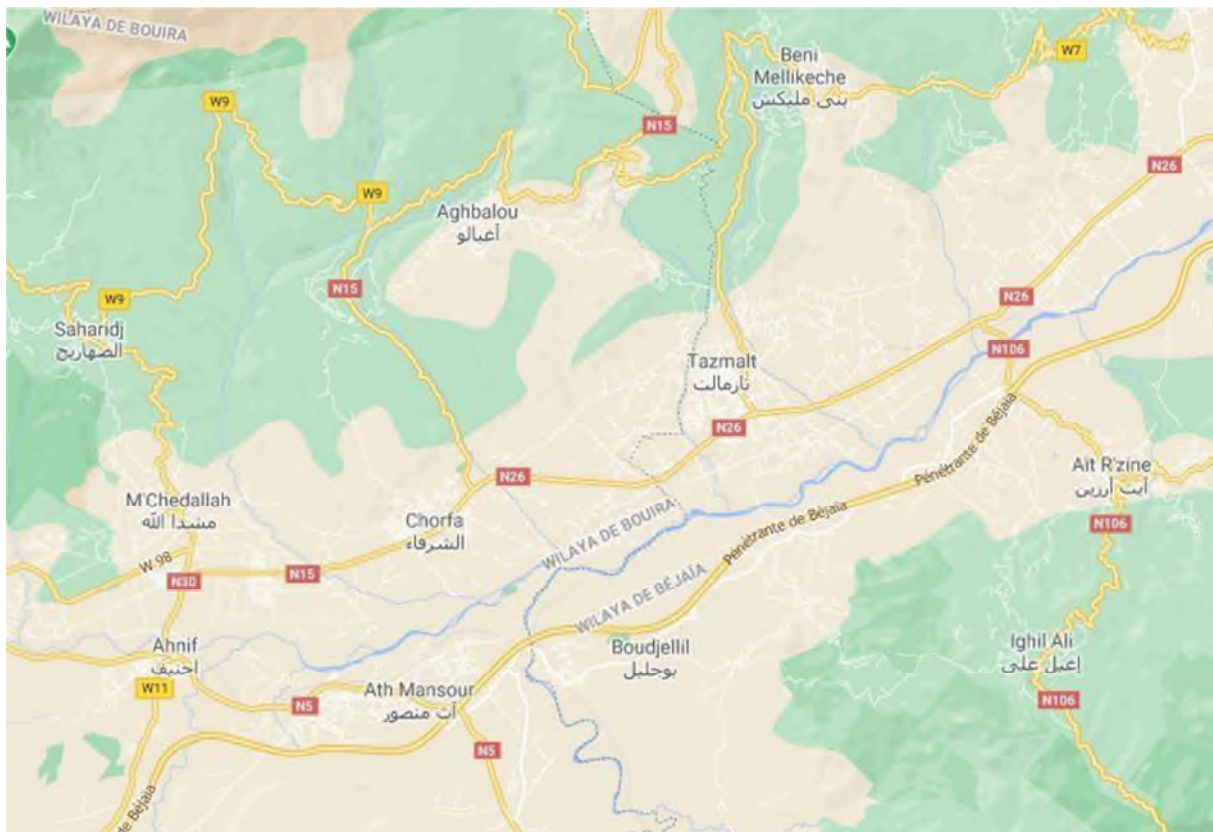 WILAYA DE BOUIRA
W7
Beni
Mellikeche
بني مليكش
W9
N15
N26
W9
Aghbalou
أغبالو
N15
W9
N26
Saharidj
الصهاريج
N106
Tazmalt
تازمالت
N26
Pénétrante de Béjaïa
Aït R'zine
آيت أرزين
N26
M'Chedallah
مشدا الله
Chorfa
الشرفاء
WILAYA DE BOUIRA
Pénétrante de Béjaïa
N106
W 98
N30
N15
WILAYA DE BÉJAÏA
Ahnif
احنيف
Boudjellil
بوجليل
Ighil Ali
إغيل علي
W11
Ath Mansour
آث منصور
N5
N106
N5
de Béjaïa